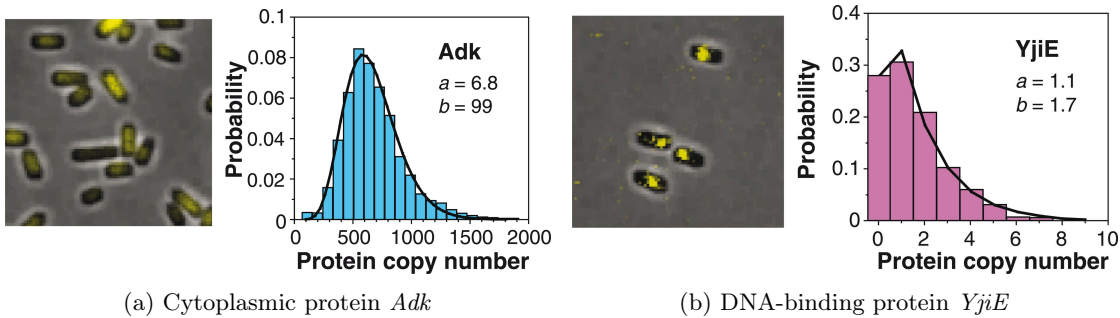 Probability
0.1
0.08
0.06
0.04
0.02
0
Adk
a = 6.8
b = 99
0 500 1000 1500 2000
Protein copy number
(a) Cytoplasmic protein Adk
Probability
0.4
0.3
0.2
0.1
0
YjiE
a = 1.1
b = 1.7
0 2 4 6 8 10
Protein copy number
(b) DNA-binding protein YjiE